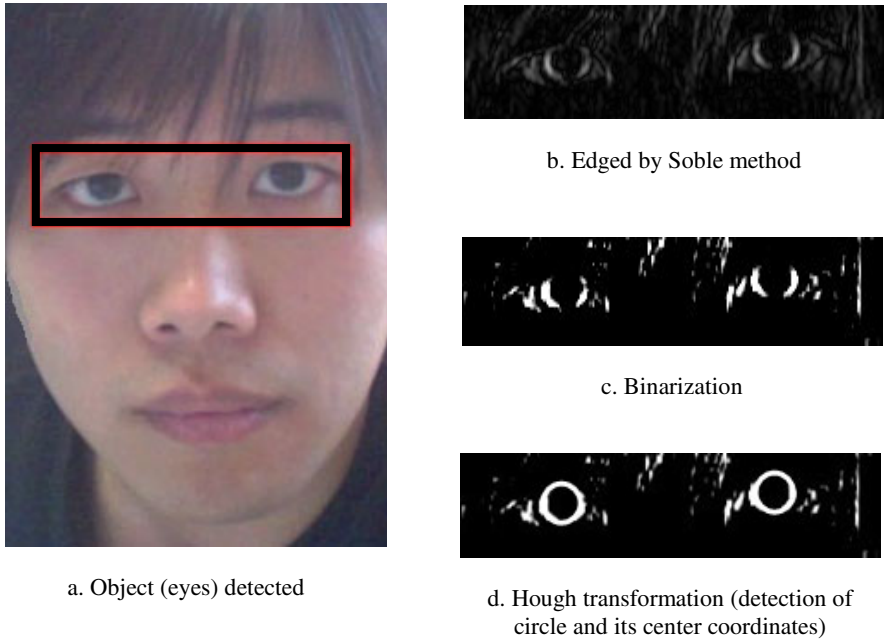 a. Object (eyes) detected
b. Edged by Soble method
c. Binarization
d. Hough transformation (detection of
circle and its center coordinates)